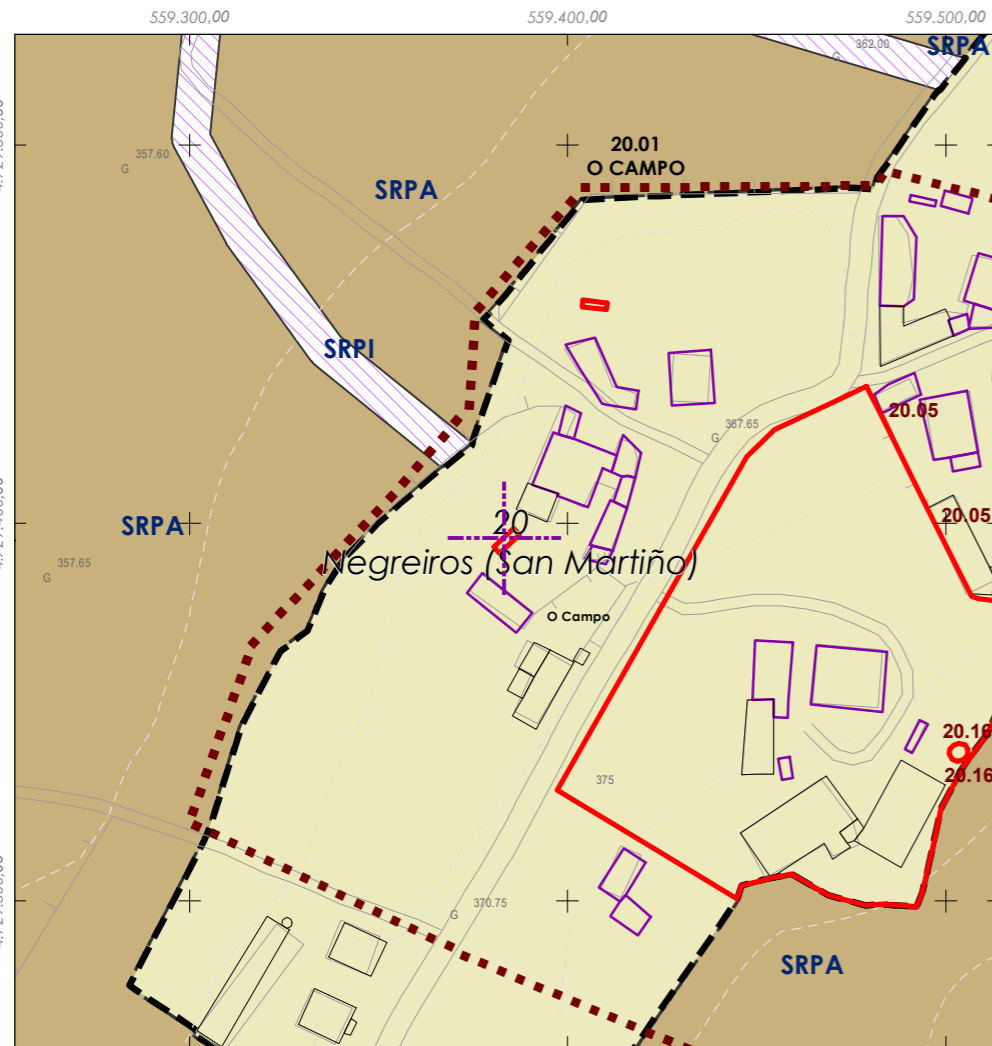 559.300,00
559.400,00
559.500,00
SRPA
362.00
G
20.01
O CAMPO
357.60
G
SRPA
SRPI
20.05
367.65
G
20
20.05
SRPA
Negreiros (San Martiño)
357.65
G
O Campo
20.16
20.16
375
370.75
G
SRPA